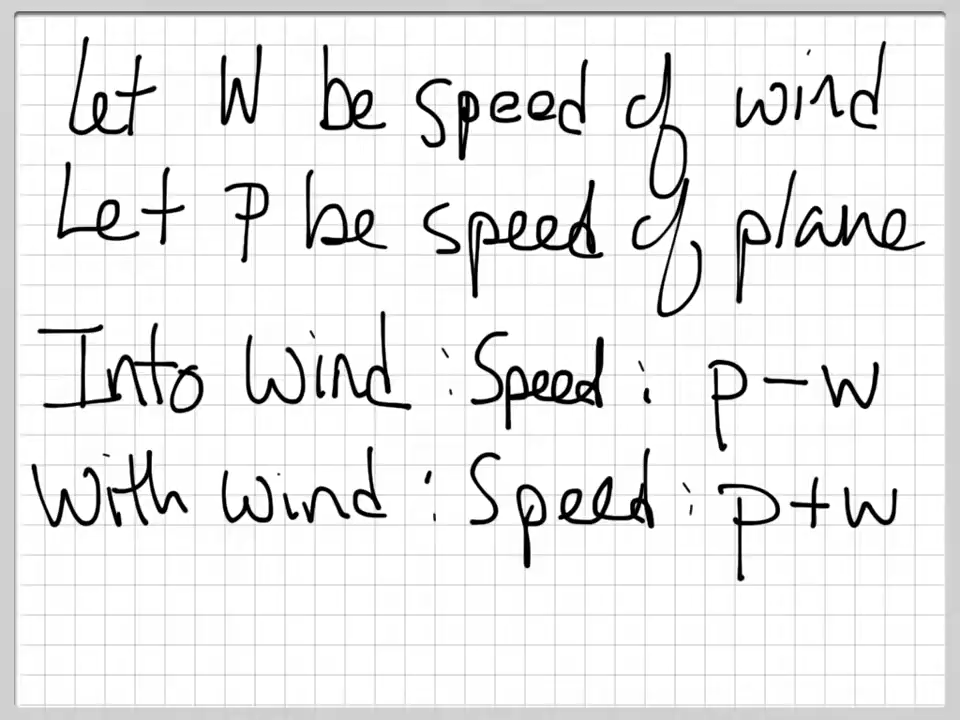 Let W be speed of wind
Let P be speed of plane
Into Wind : Speed : p - w
With wind : Speed : p + w